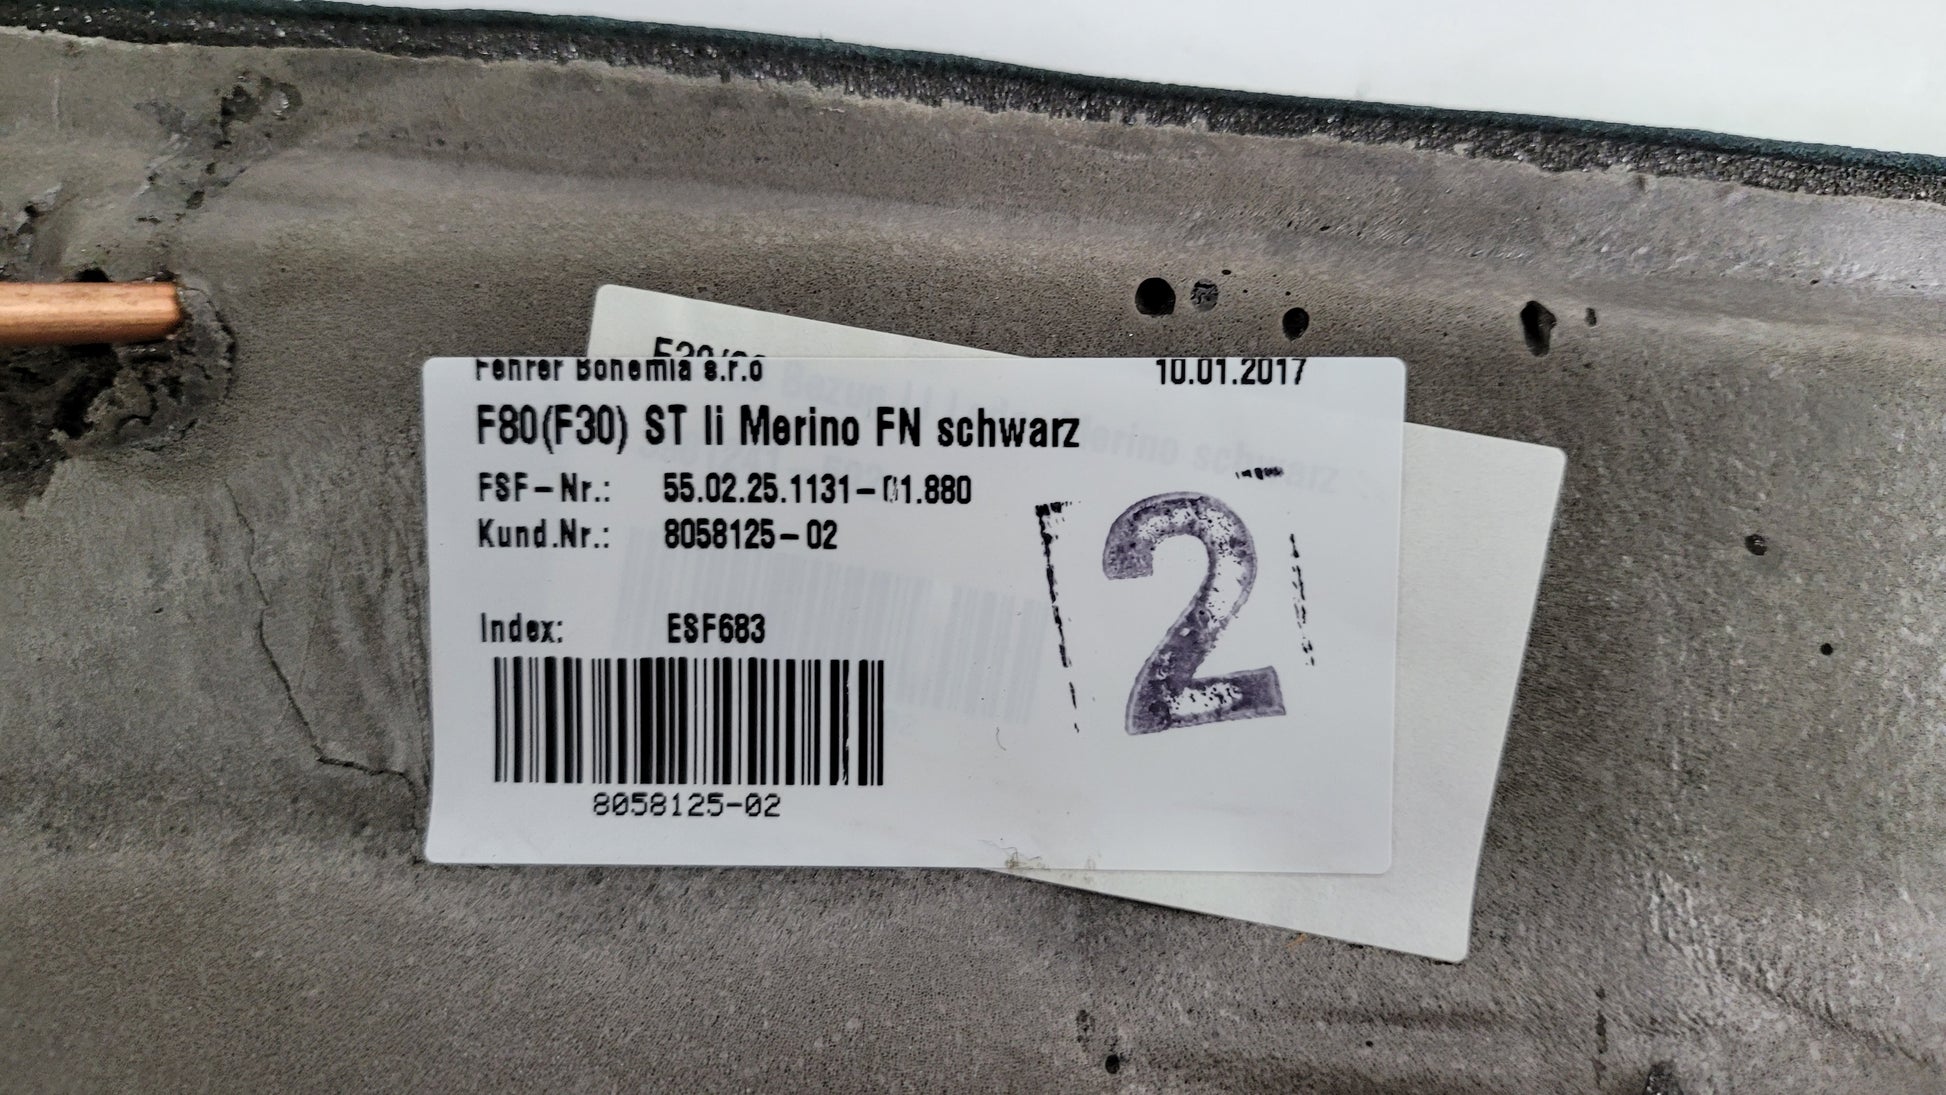 F30/
Fehrer Bohemia s.r.o 10.01.2017
F80(F30) ST li Merino FN schwarz
FSF-Nr.: 55.02.25.1131-01.880
Kund.Nr.: 8058125-02
Index: ESF683
8058125-02
2